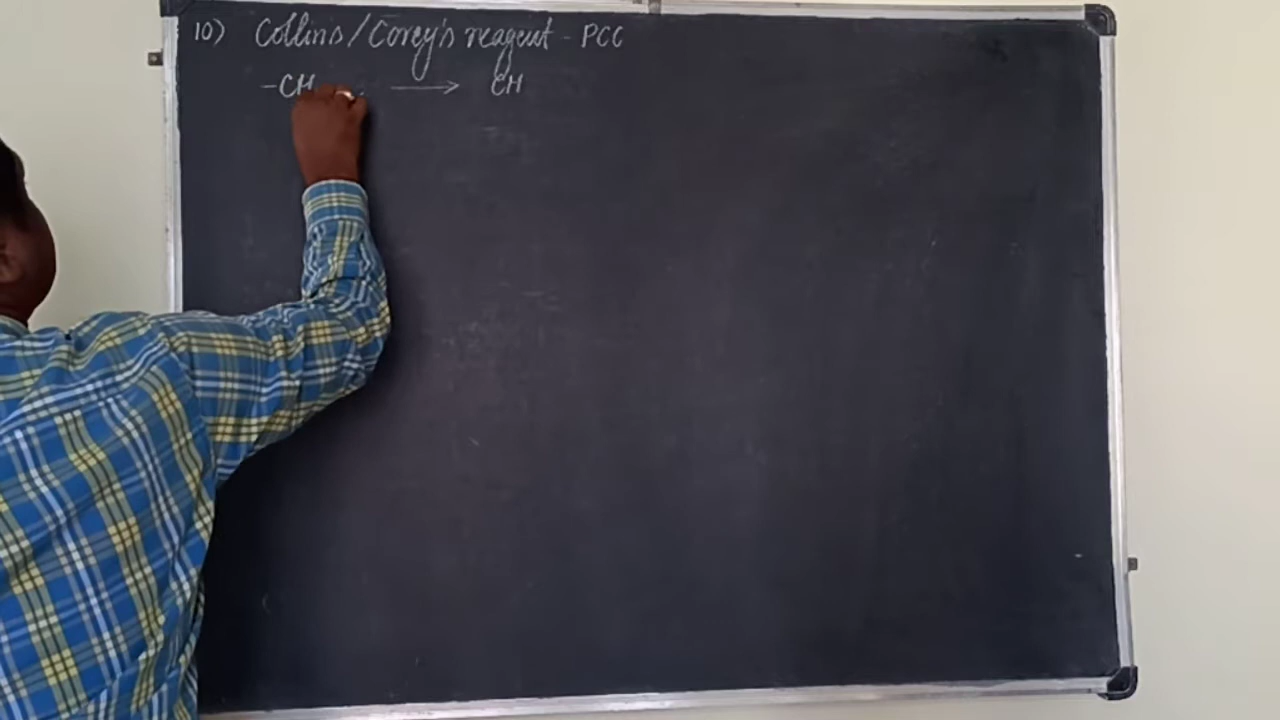 10) Collins/Corey's reagent - PCC
-CH → CH